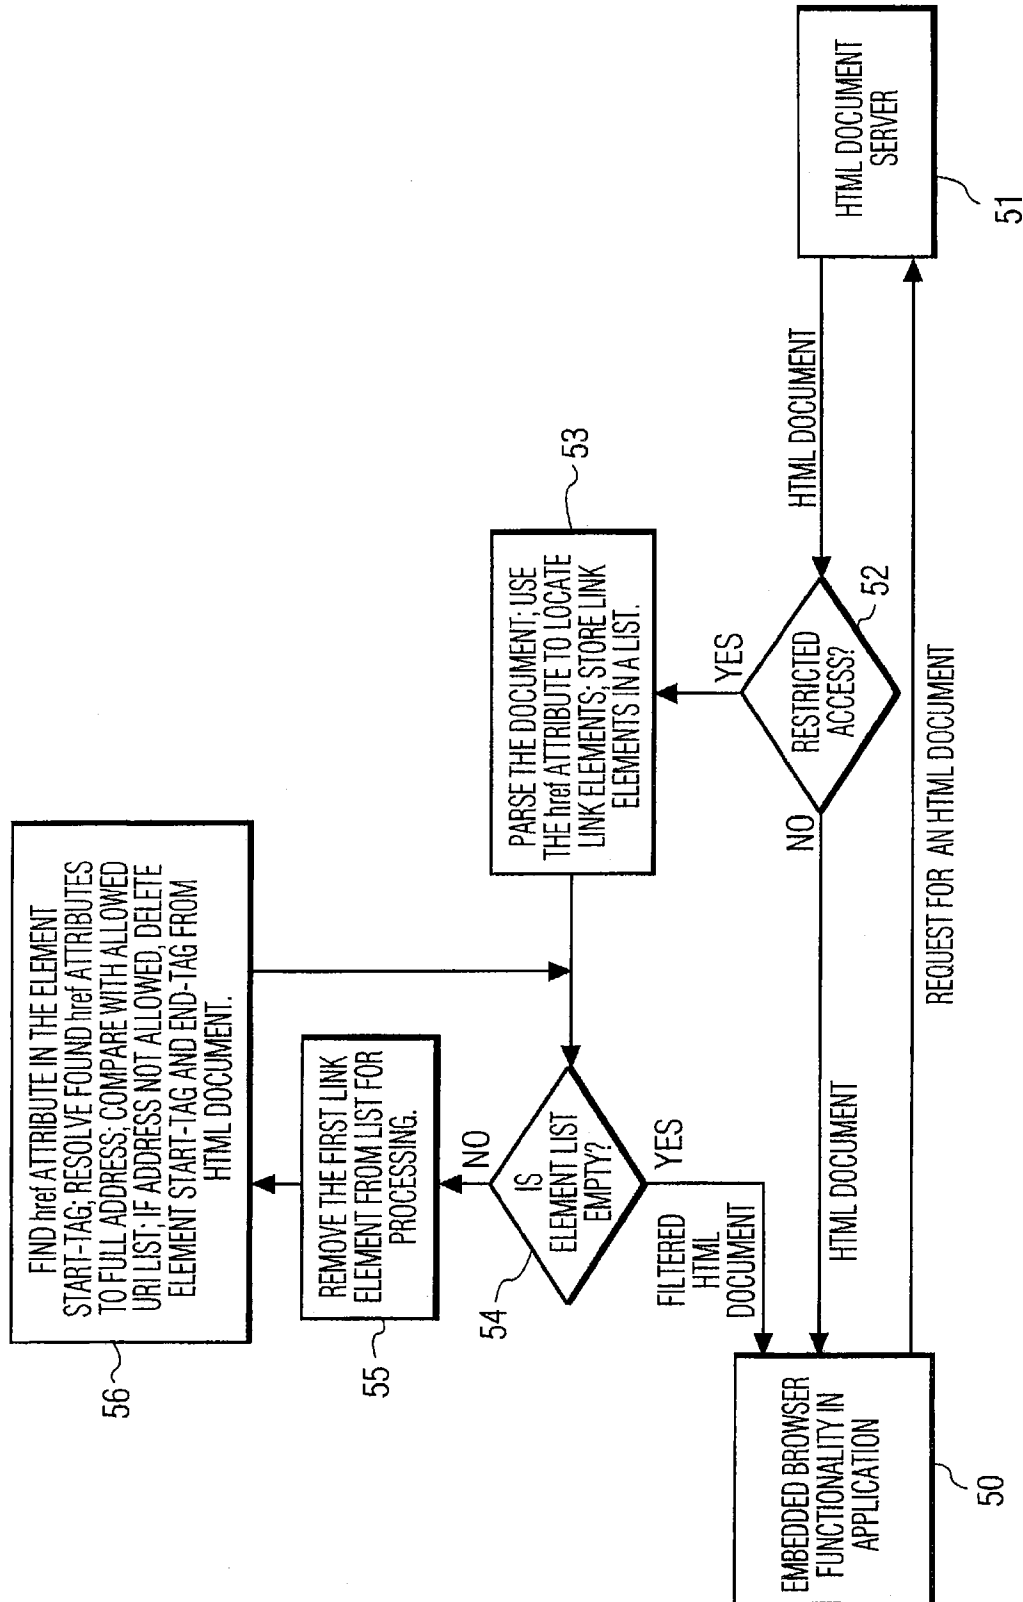 FIND href ATTRIBUTE IN THE ELEMENT
START-TAG; RESOLVE FOUND href ATTRIBUTES
TO FULL ADDRESS; COMPARE WITH ALLOWED
URI LIST; IF ADDRESS NOT ALLOWED, DELETE
ELEMENT START-TAG AND END-TAG FROM
HTML DOCUMENT.
56
REMOVE THE FIRST LINK
ELEMENT FROM LIST FOR
PROCESSING.
55
NO
IS
ELEMENT LIST
EMPTY?
54
YES
FILTERED
HTML
DOCUMENT
PARSE THE DOCUMENT; USE
THE href ATTRIBUTE TO LOCATE
LINK ELEMENTS; STORE LINK
ELEMENTS IN A LIST.
53
YES
RESTRICTED
ACCESS?
52
NO
HTML DOCUMENT
HTML DOCUMENT
HTML DOCUMENT
SERVER
51
REQUEST FOR AN HTML DOCUMENT
EMBEDDED BROWSER
FUNCTIONALITY IN
APPLICATION
50